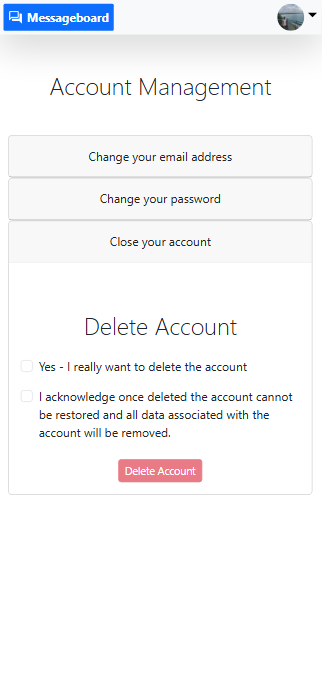 Messageboard
Account Management
Change your email address
Change your password
Close your account
Delete Account
Yes - I really want to delete the account
I acknowledge once deleted the account cannot
be restored and all data associated with the
account will be removed.
Delete Account